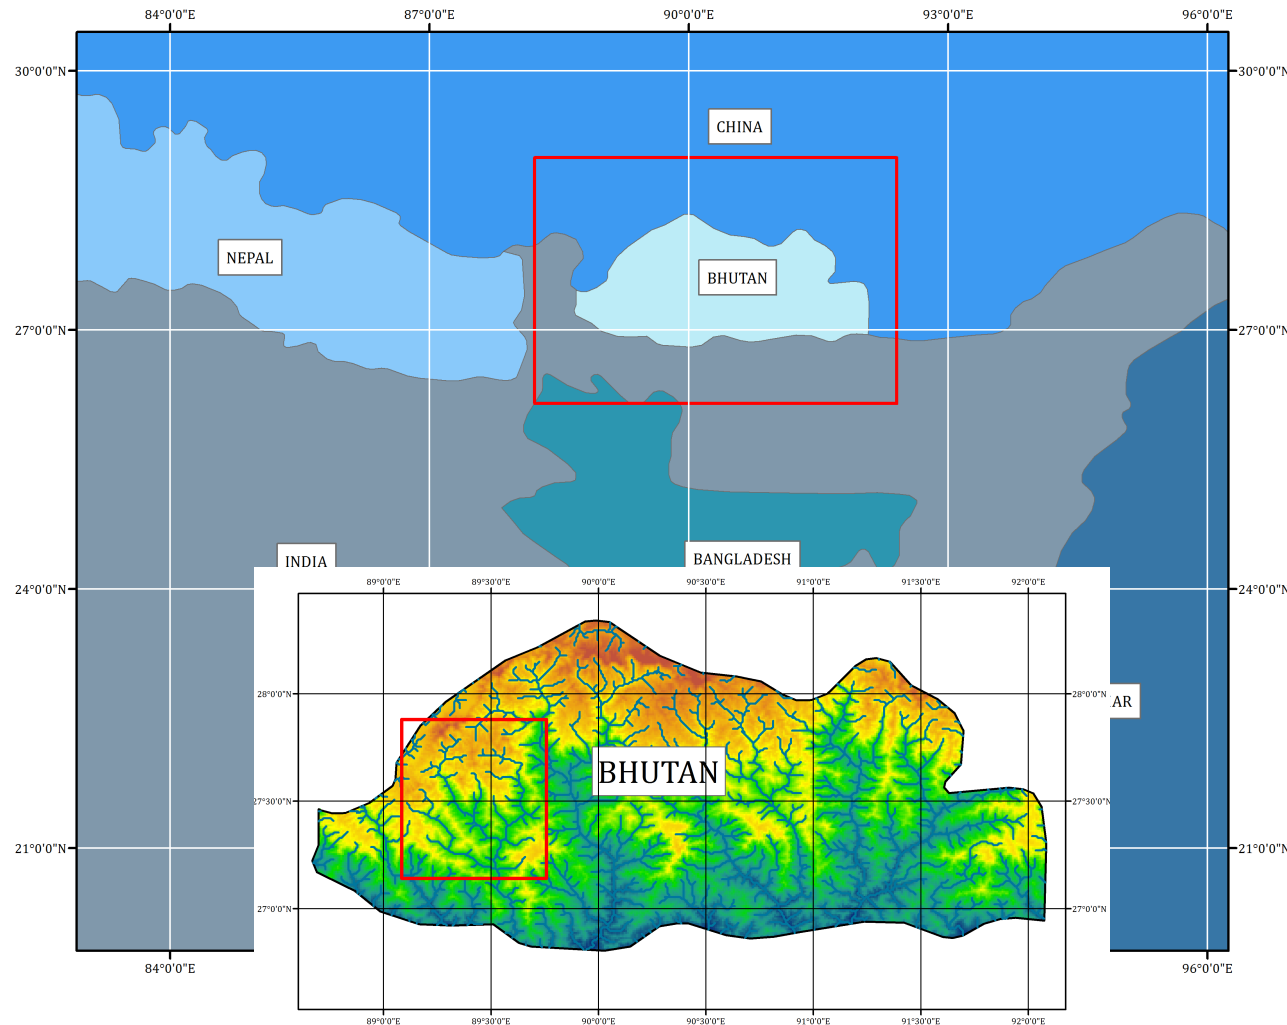 84°0'0"E 87°0'0"E 90°0'0"E 93°0'0"E 96°0'0"E
30°0'0"N 30°0'0"N
CHINA
NEPAL
BHUTAN
27°0'0"N 27°0'0"N
INDIA
BANGLADESH
24°0'0"N 24°0'0"N
89°0'0"E 89°30'0"E 90°0'0"E 90°30'0"E 91°0'0"E 91°30'0"E 92°0'0"E
28°0'0"N 28°0'0"N
AR
BHUTAN
27°30'0"N 27°30'0"N
21°0'0"N 21°0'0"N
27°0'0"N 27°0'0"N
84°0'0"E 96°0'0"E
89°0'0"E 89°30'0"E 90°0'0"E 90°30'0"E 91°0'0"E 91°30'0"E 92°0'0"E